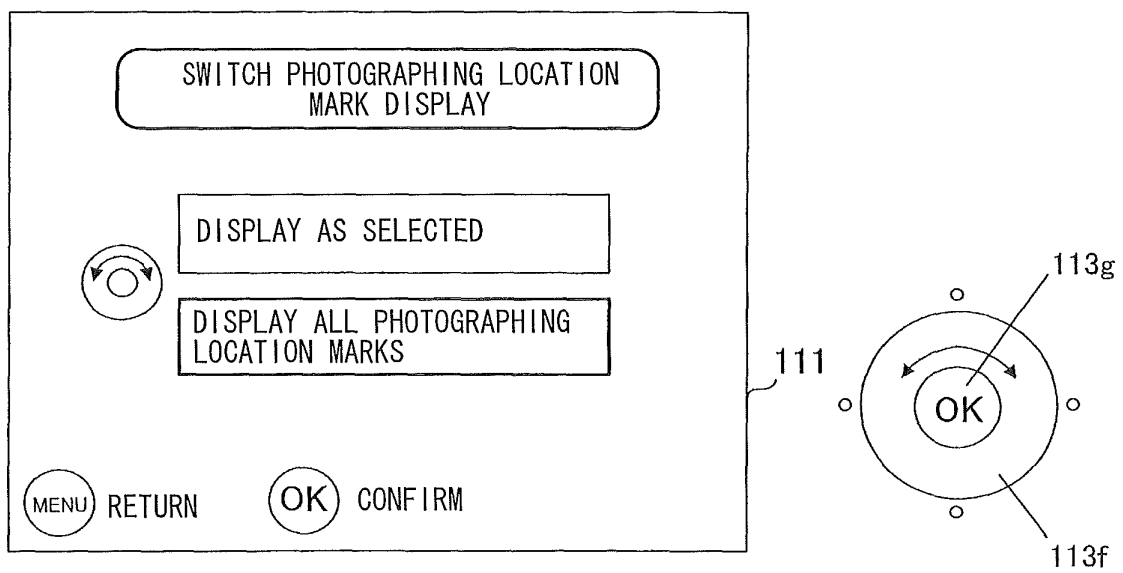 SWITCH PHOTOGRAPHING LOCATION
MARK DISPLAY
DISPLAY AS SELECTED
DISPLAY ALL PHOTOGRAPHING
LOCATION MARKS
MENU RETURN
OK CONFIRM
111
113g
OK
113f